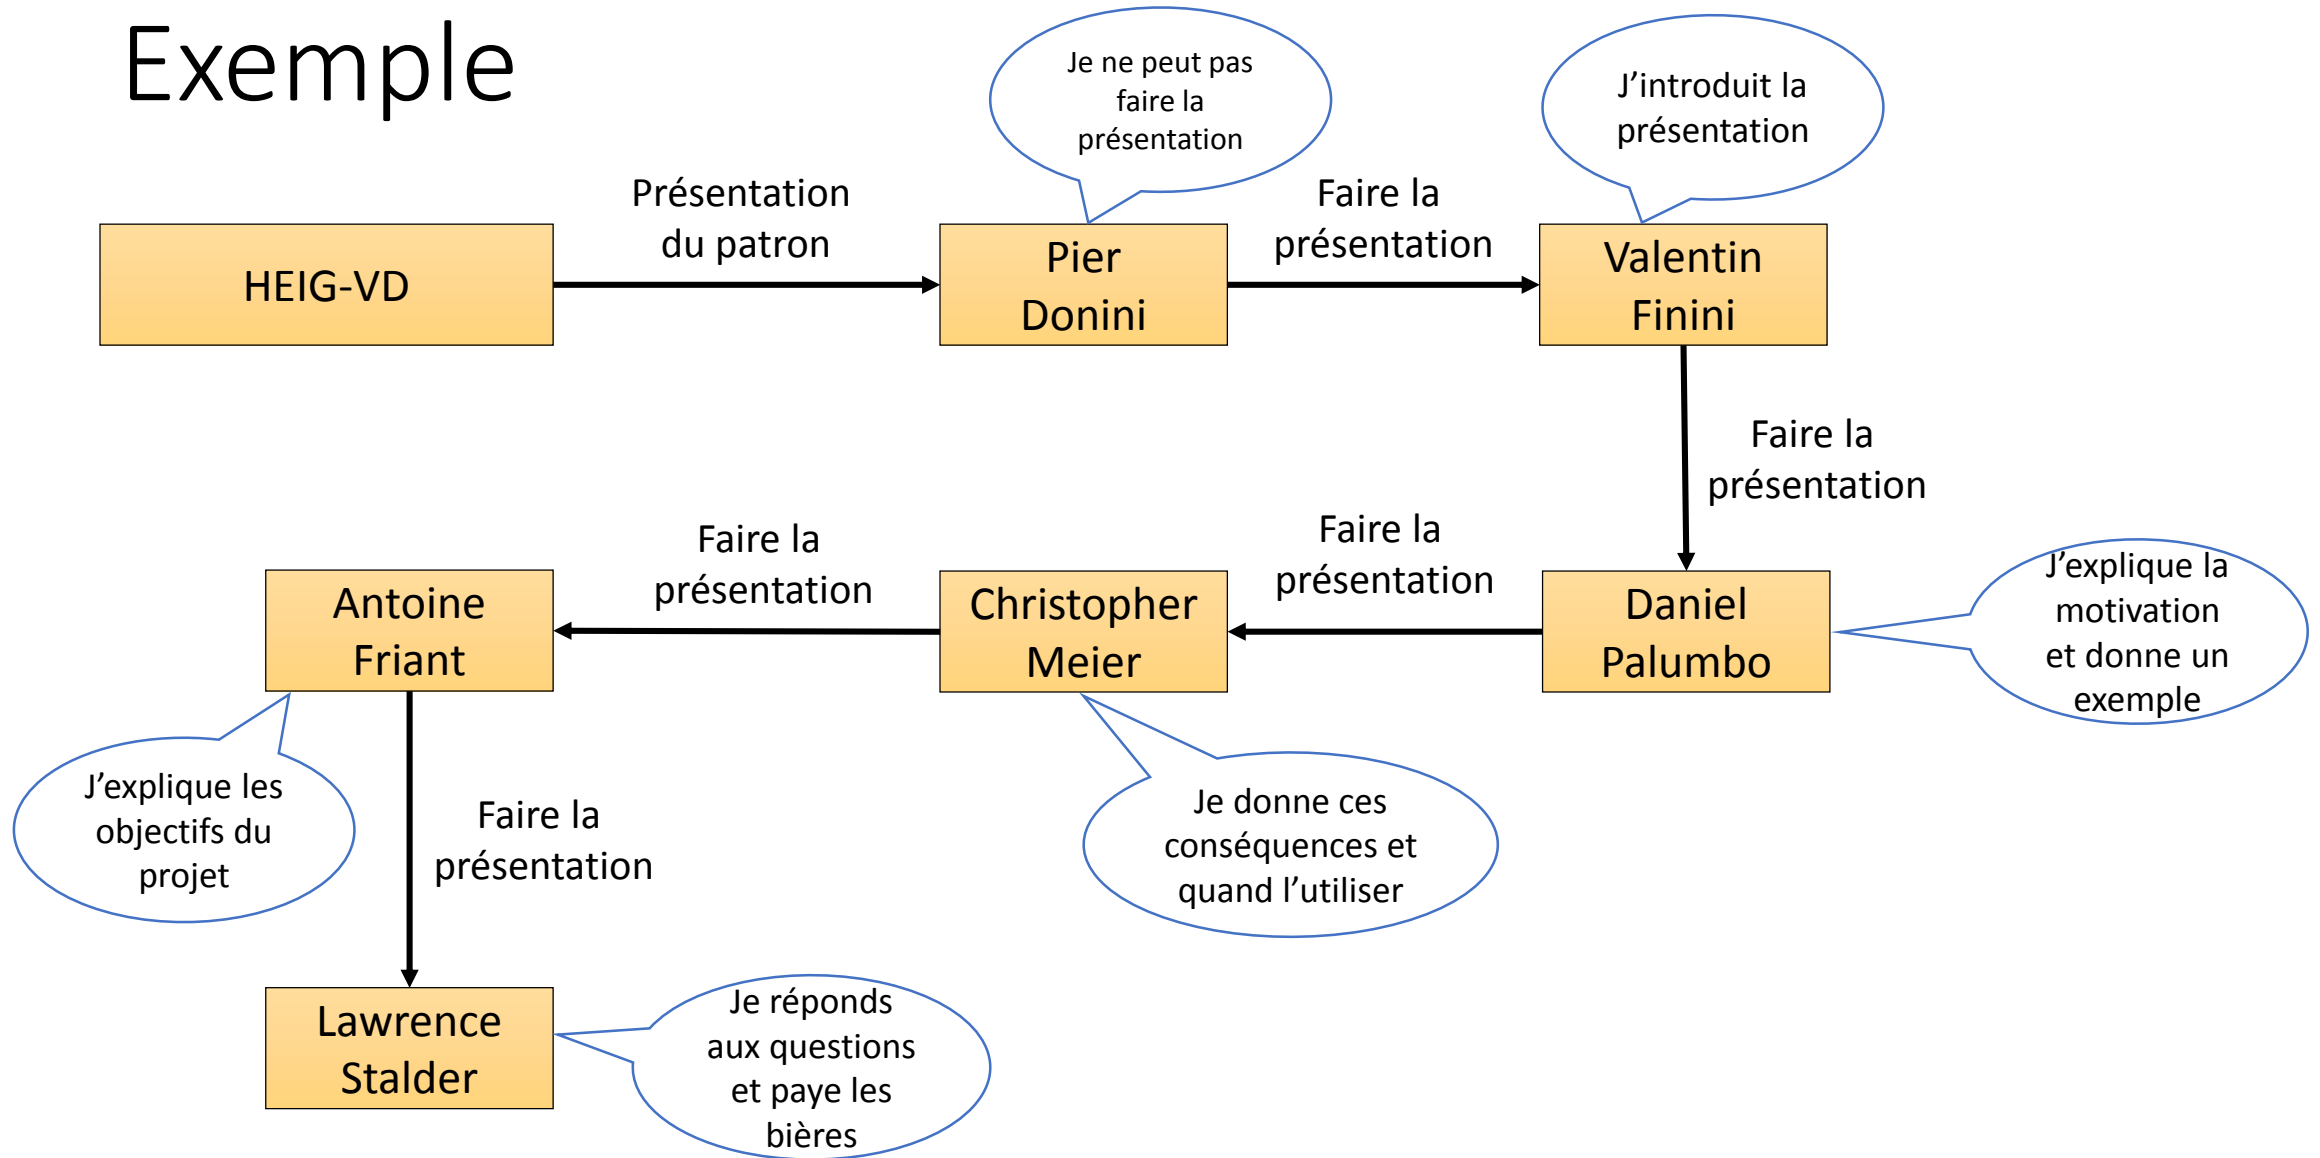 Exemple
Je ne peut pas
faire la
présentation
J’introduit la
présentation
HEIG-VD
Présentation
du patron
Pier
Donini
Faire la
présentation
Valentin
Finini
Faire la
présentation
Antoine
Friant
Faire la
présentation
Christopher
Meier
Faire la
présentation
Daniel
Palumbo
J’explique la
motivation
et donne un
exemple
J’explique les
objectifs du
projet
Faire la
présentation
Je donne ces
conséquences et
quand l’utiliser
Lawrence
Stalder
Je réponds
aux questions
et paye les
bières